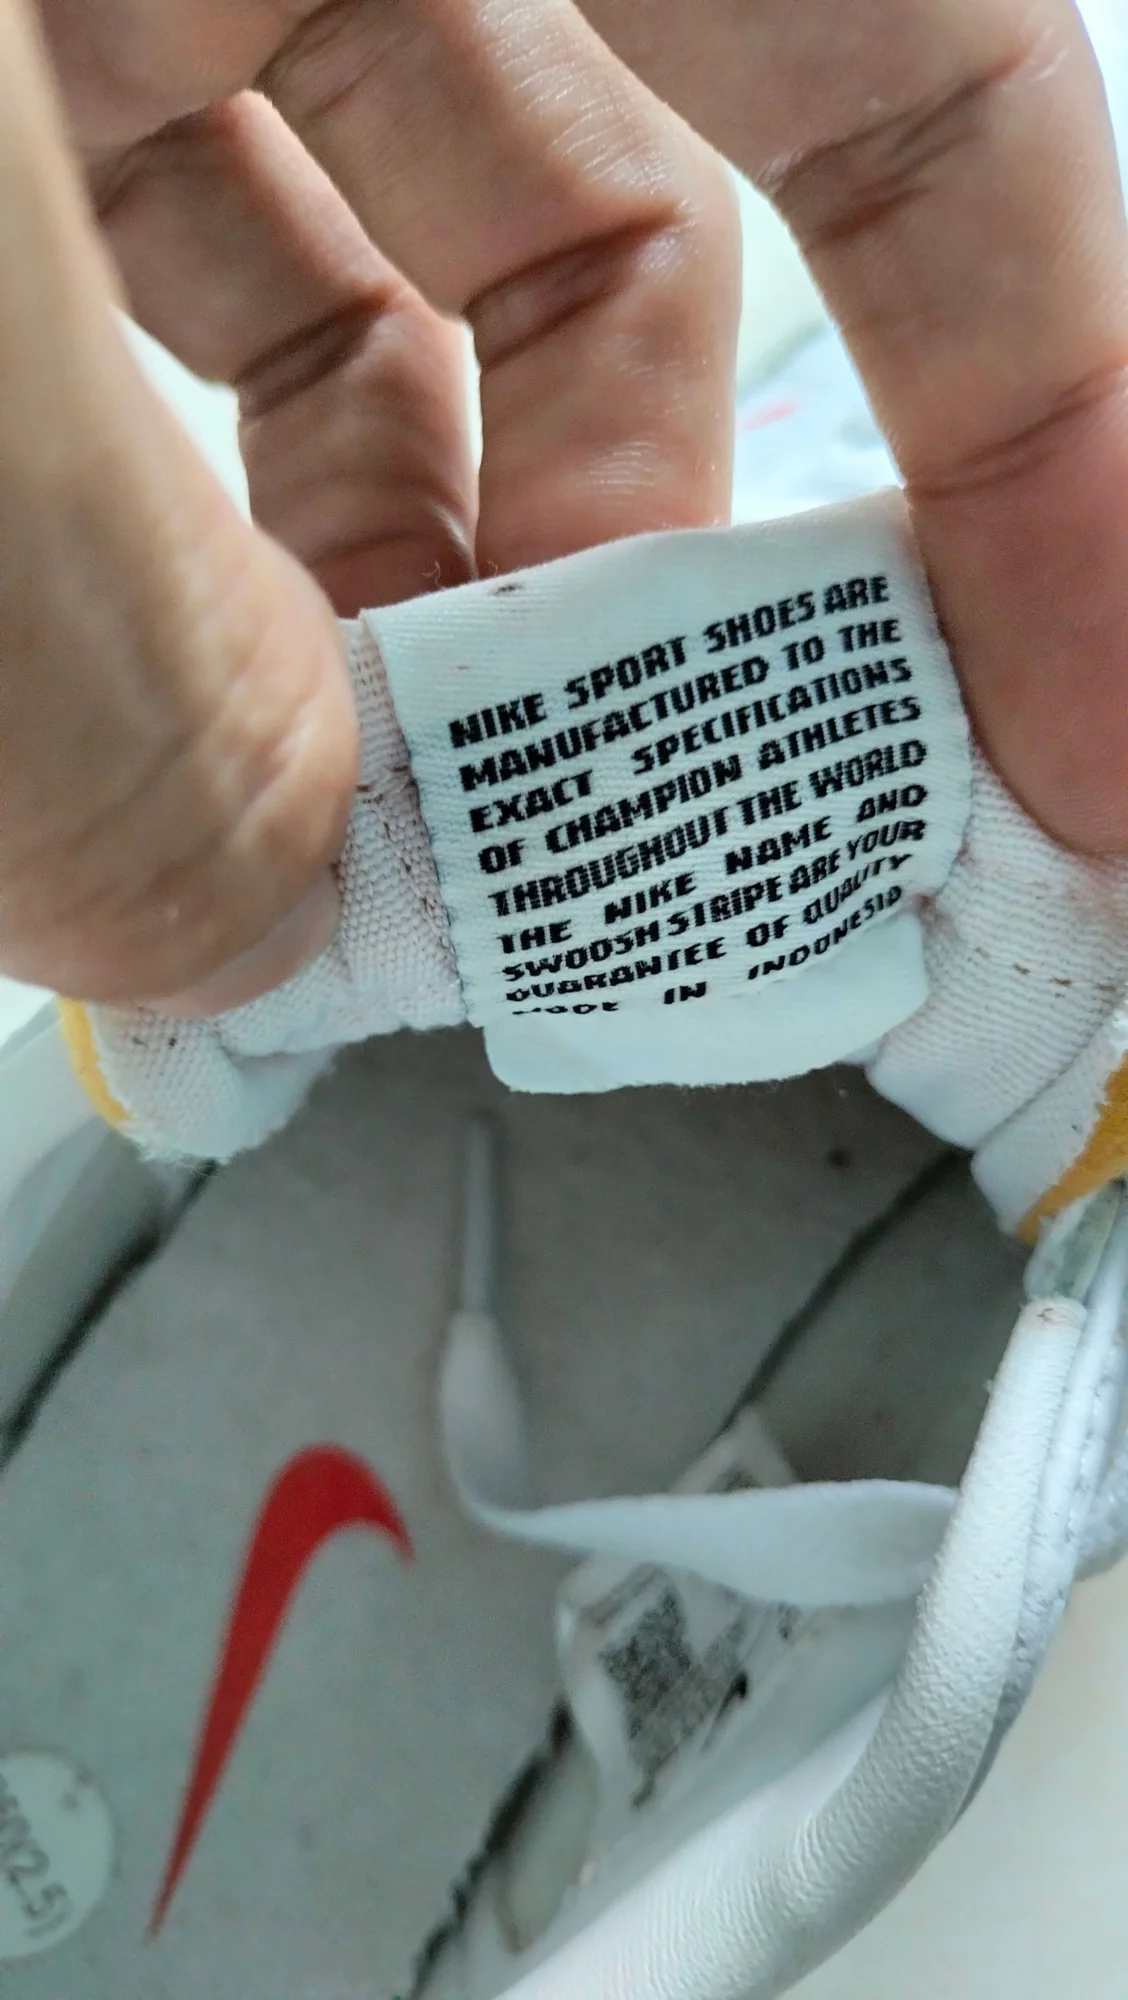 NIKE SPORT SHOES ARE
MANUFACTURED TO THE
EXACT SPECIFICATIONS
OF CHAMPION ATHLETES
THROUGHOUT THE WORLD
THE NIKE NAME AND
SWOOSH STRIPE ARE YOUR
GUARANTEE OF QUALITY
MADE IN INDONESIA